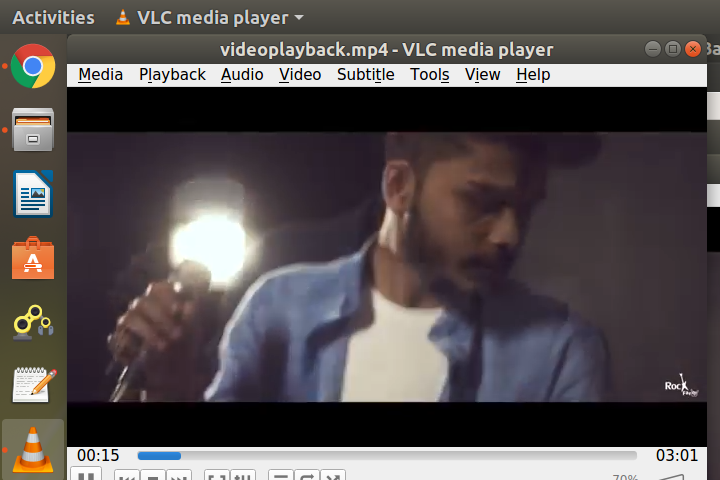 Activities VLC media player
videoplayback.mp4 - VLC media player
Media Playback Audio Video Subtitle Tools View Help
Rock
00:15 03:01
70%